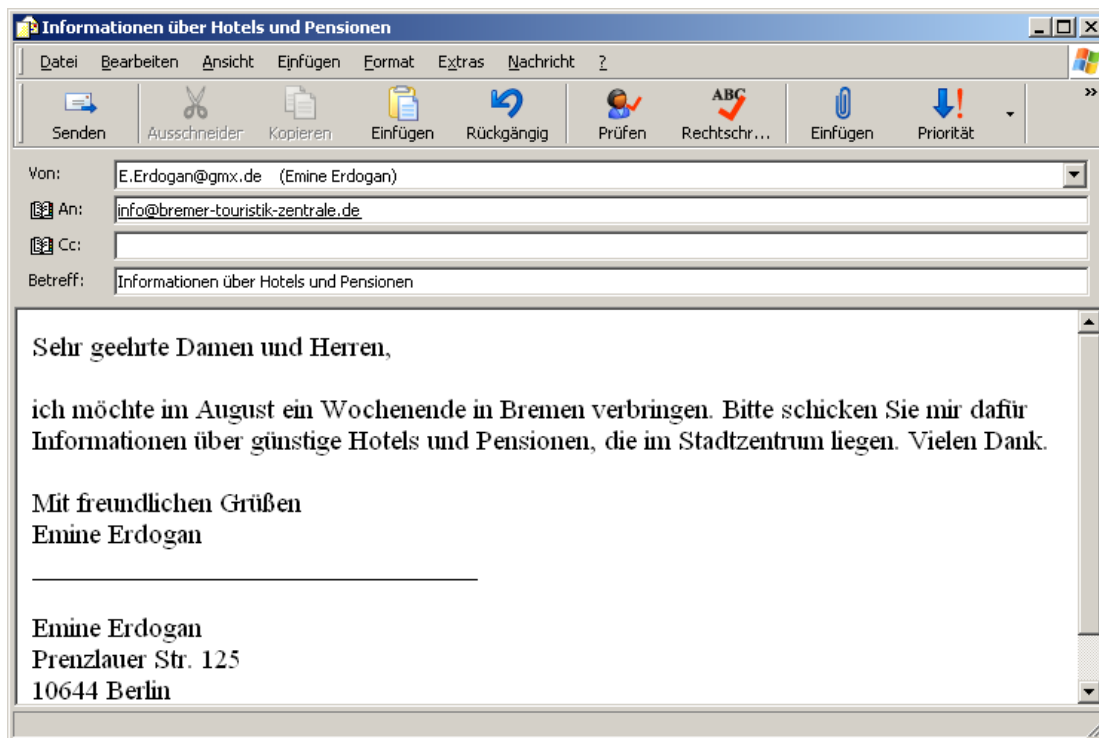 Informationen über Hotels und Pensionen
Datei Bearbeiten Ansicht Einfügen Format Extras Nachricht ?
ABC
Senden Ausschneider Kopieren Einfügen Rückgängig Prüfen Rechtschr... Einfügen Priorität »
Von: E.Erdogan@gmx.de (Emine Erdogan)
An: info@bremer-touristik-zentrale.de
Cc:
Betreff: Informationen über Hotels und Pensionen
Sehr geehrte Damen und Herren,
ich möchte im August ein Wochenende in Bremen verbringen. Bitte schicken Sie mir dafür
Informationen über günstige Hotels und Pensionen, die im Stadtzentrum liegen. Vielen Dank.
Mit freundlichen Grüßen
Emine Erdogan
Emine Erdogan
Prenzlauer Str. 125
10644 Berlin